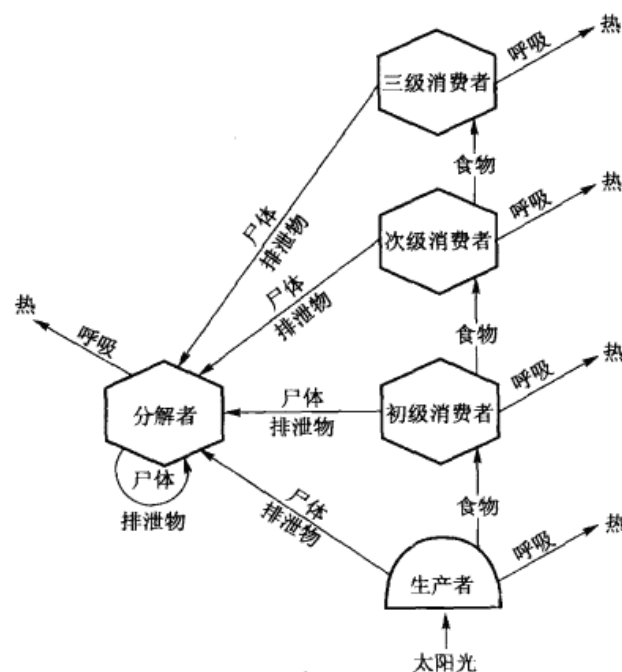 热
呼吸
三级消费者
食物
尸体
排泄物
热
呼吸
次级消费者
尸体
排泄物
热
呼吸
食物
热
呼吸
分解者
尸体
排泄物
初级消费者
尸体
排泄物
尸体
排泄物
食物
热
呼吸
生产者
太阳光